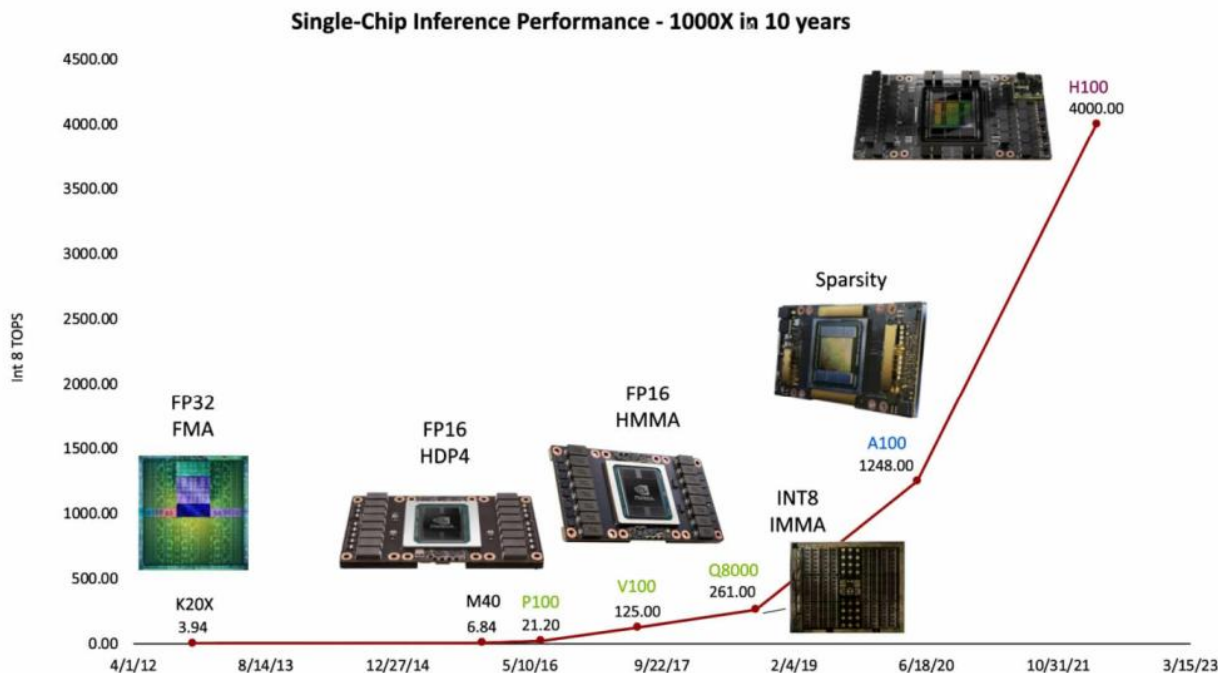 Single-Chip Inference Performance - 1000X in 10 years
4500.00
4000.00
3500.00
3000.00
2500.00
2000.00
1500.00
1000.00
500.00
0.00
Int 8 TOPS
4/1/12
8/14/13
12/27/14
5/10/16
9/22/17
2/4/19
6/18/20
10/31/21
3/15/23
FP32
FMA
K20X
3.94
FP16
HDP4
M40
6.84
P100
21.20
FP16
HMMA
V100
125.00
Q8000
261.00
INT8
IMMA
Sparsity
A100
1248.00
H100
4000.00